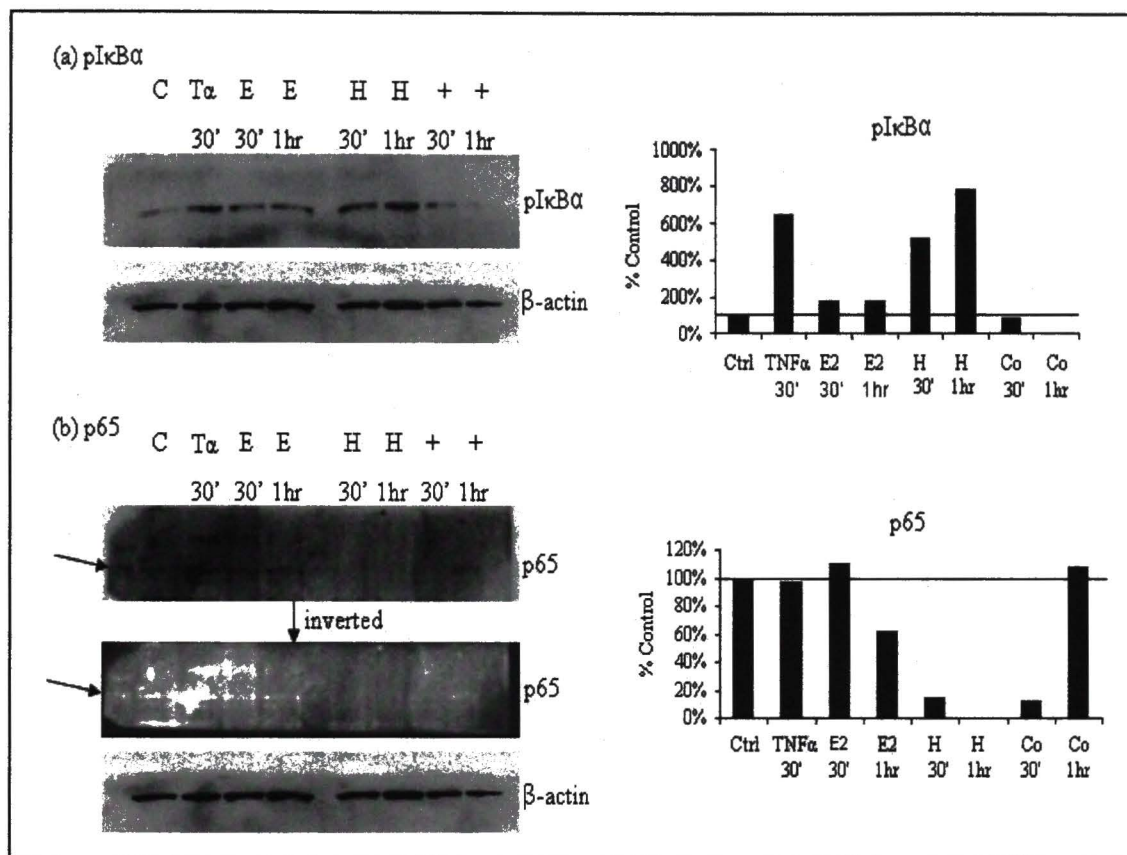 (a) pIκBα
C Tα E E H H + +
30' 30' 1hr 30' 1hr 30' 1hr
pIκBα
β-actin
pIκBα
1000%
800%
600%
400%
200%
0%
% Control
Ctrl TNFα E2 E2 H H Co Co
30' 30' 1hr 30' 1hr 30' 1hr
(b) p65
C Tα E E H H + +
30' 30' 1hr 30' 1hr 30' 1hr
p65
inverted
p65
β-actin
p65
120%
100%
80%
60%
40%
20%
0%
% Control
Ctrl TNFα E2 E2 H H Co Co
30' 30' 1hr 30' 1hr 30' 1hr